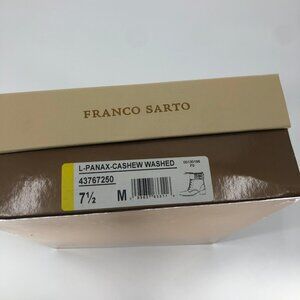 FRANCO SARTO
L-PANAX-CASHEW WASHED
43767250
7½ M